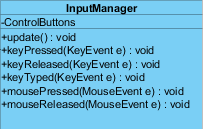 InputManager
-ControlButtons
+update() : void
+keyPressed(KeyEvent e) : void
+keyReleased(KeyEvent e) : void
+keyTyped(KeyEvent e) : void
+mousePressed(MouseEvent e) : void
+mouseReleased(MouseEvent e) : void